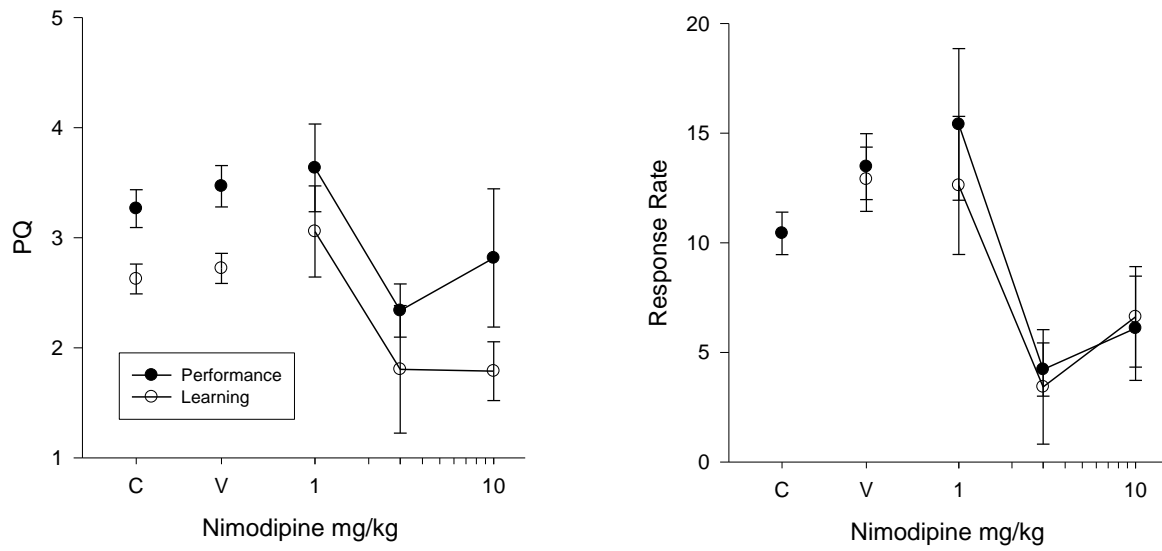 5
4
3
2
1
PQ
Performance
Learning
C V 1 10
Nimodipine mg/kg
20
15
10
5
0
Response Rate
C V 1 10
Nimodipine mg/kg